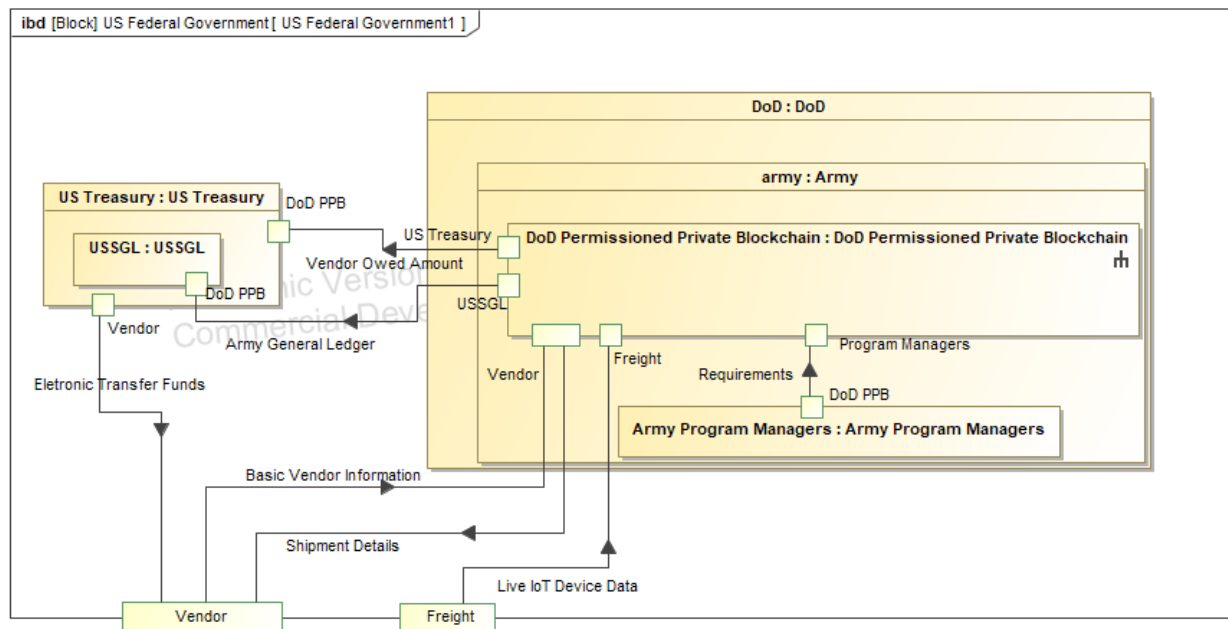 ibd [Block] US Federal Government [ US Federal Government1 ]
DoD : DoD
army : Army
US Treasury : US Treasury
DoD PPB
USSGL : USSGL
DoD PPB
Vendor
US Treasury
DoD Permissioned Private Blockchain : DoD Permissioned Private Blockchain
Vendor Owed Amount
USSGL
Army General Ledger
Vendor
Freight
Program Managers
Requirements
DoD PPB
Army Program Managers : Army Program Managers
Eletronic Transfer Funds
Basic Vendor Information
Shipment Details
Live IoT Device Data
Vendor
Freight